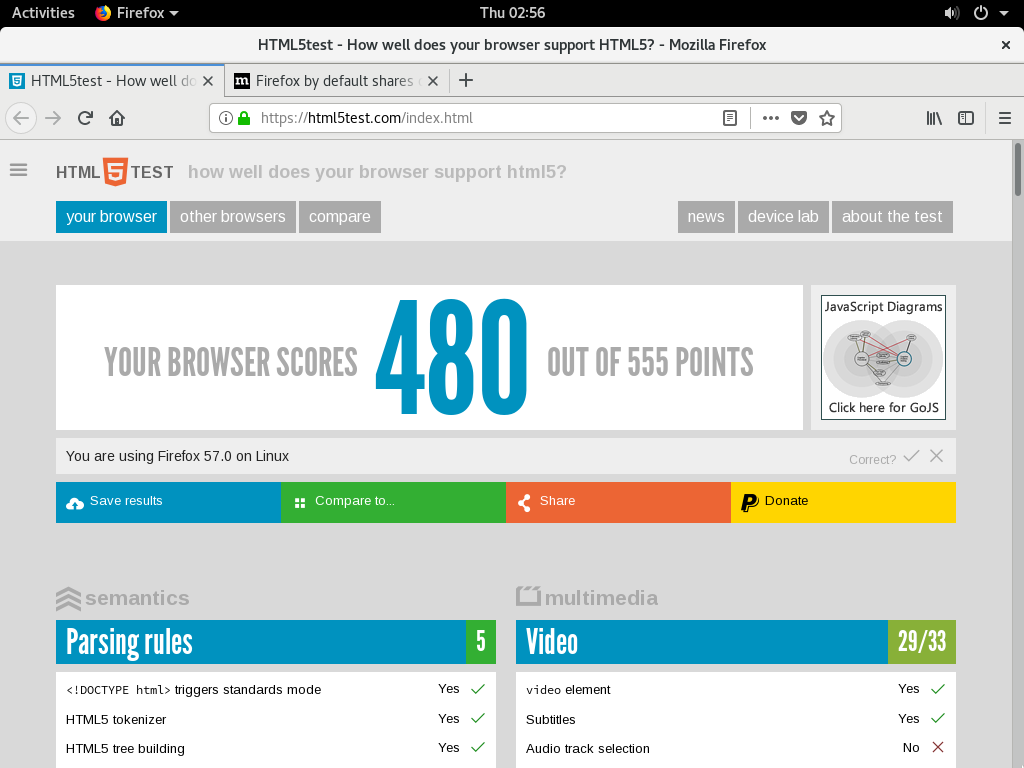 Activities Firefox Thu 02:56
HTML5test - How well does your browser support HTML5? - Mozilla Firefox
HTML5test - How well do Firefox by default shares
https://html5test.com/index.html
HTML 5 TEST how well does your browser support html5?
your browser other browsers compare news device lab about the test
JavaScript Diagrams
YOUR BROWSER SCORES 480 OUT OF 555 POINTS
Click here for GoJS
You are using Firefox 57.0 on Linux Correct?
Save results Compare to... Share Donate
semantics multimedia
Parsing rules 5 Video 29/33
<!DOCTYPE html> triggers standards mode Yes video element Yes
HTML5 tokenizer Yes Subtitles Yes
HTML5 tree building Yes Audio track selection No